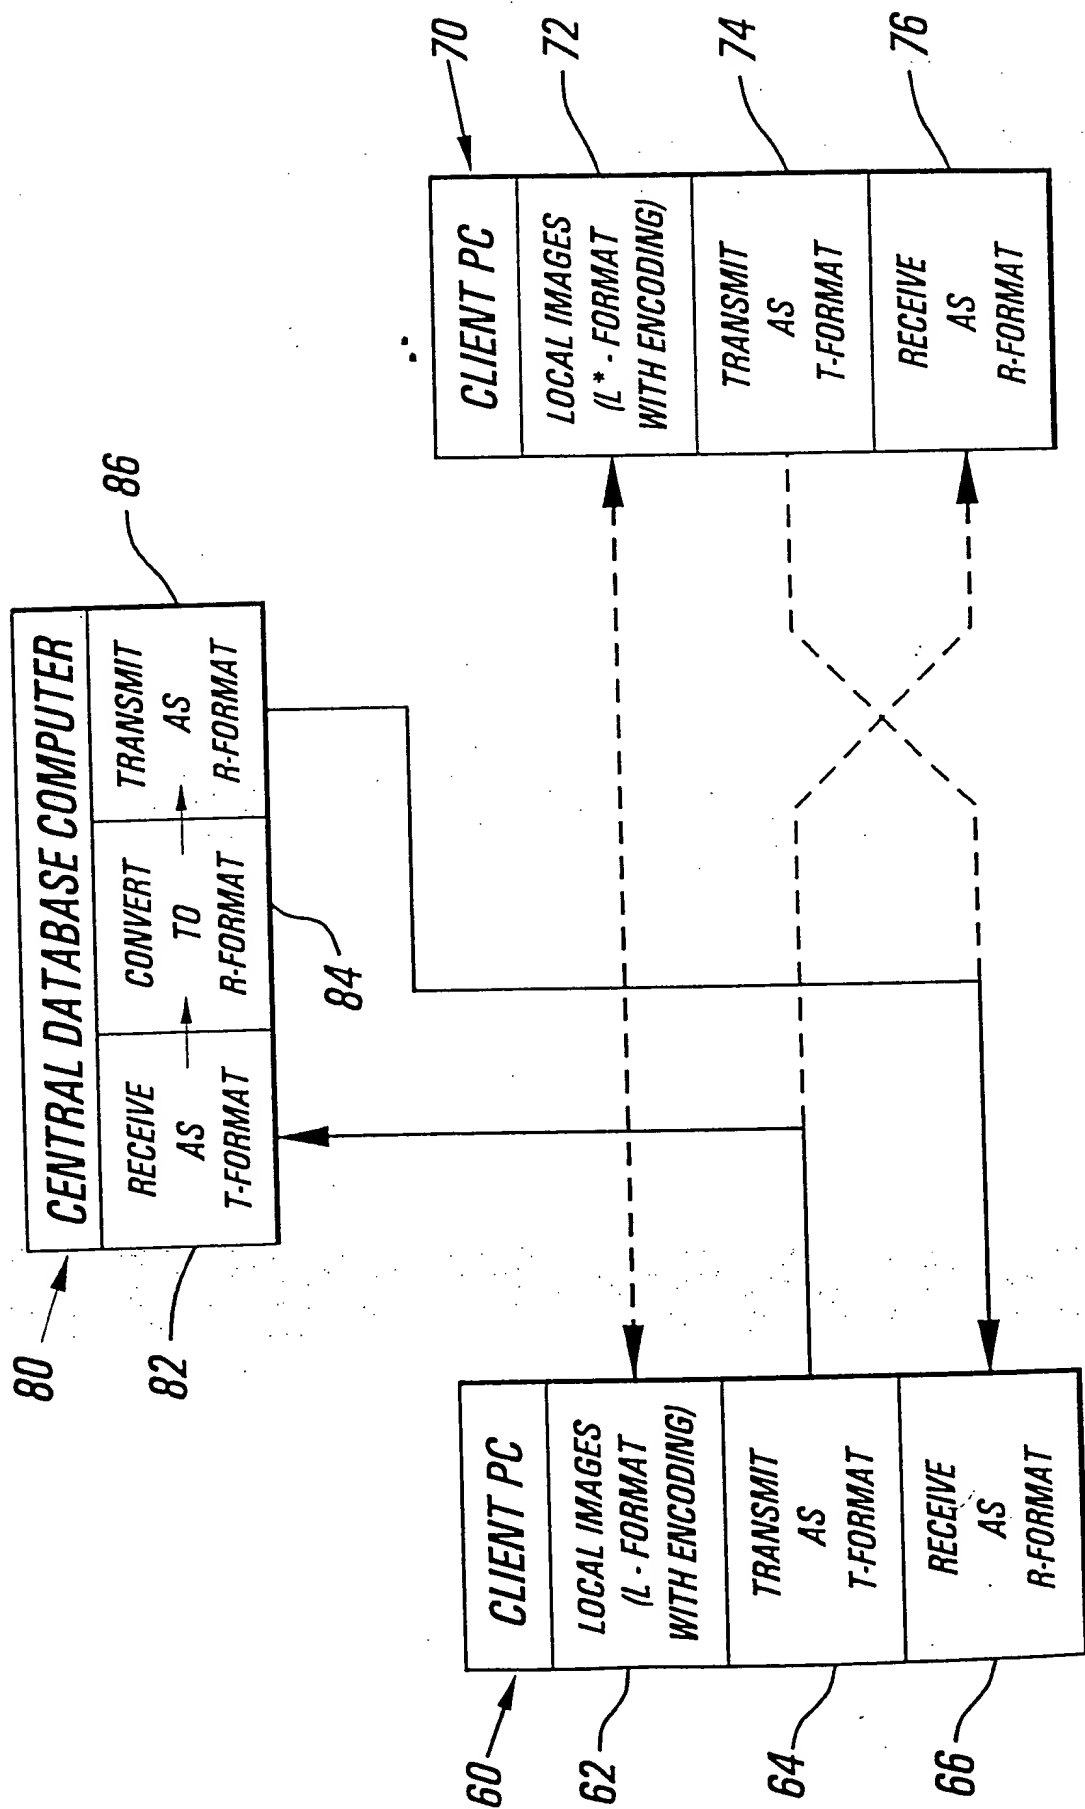 80
CENTRAL DATABASE COMPUTER
RECEIVE
AS
T-FORMAT
CONVERT
TO
R-FORMAT
TRANSMIT
AS
R-FORMAT
82
84
86
60
CLIENT PC
LOCAL IMAGES
(L - FORMAT
WITH ENCODING)
TRANSMIT
AS
T-FORMAT
RECEIVE
AS
R-FORMAT
62
64
66
70
CLIENT PC
LOCAL IMAGES
(L* - FORMAT
WITH ENCODING)
TRANSMIT
AS
T-FORMAT
RECEIVE
AS
R-FORMAT
72
74
76